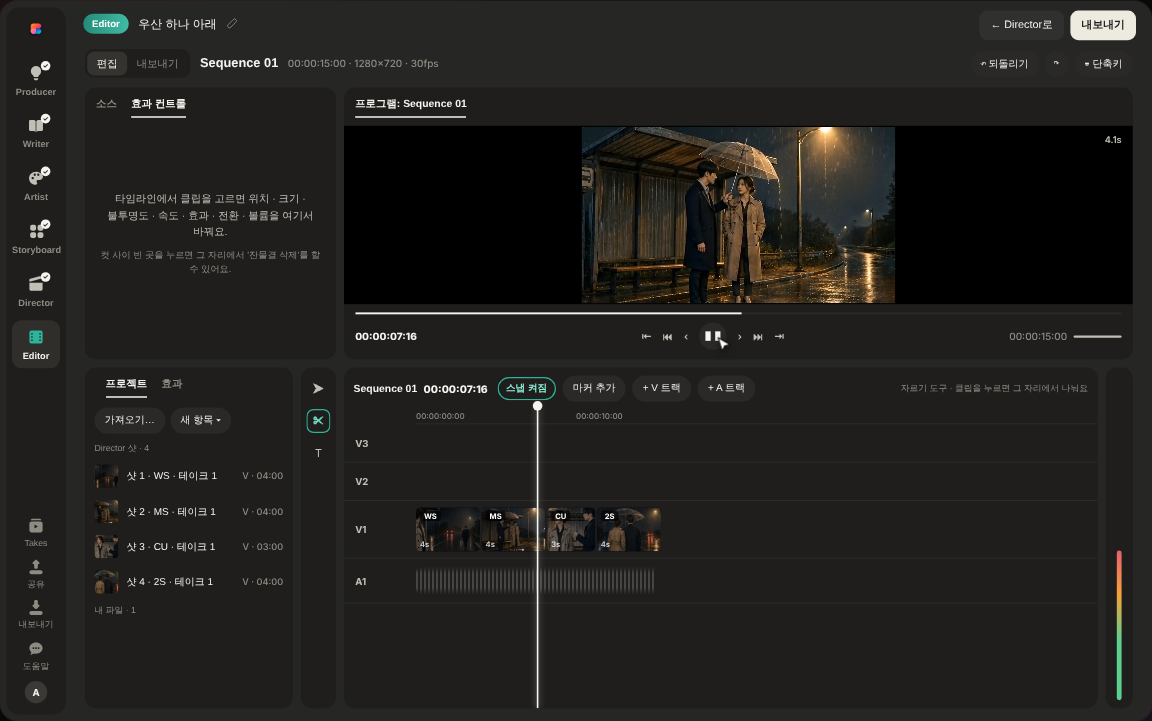 Editor
우산 하나 아래
← Director로
내보내기
편집
내보내기
Sequence 01
00:00:15:00 · 1280×720 · 30fps
되돌리기
단축키
Producer
Writer
Artist
Storyboard
Director
Editor
Takes
공유
내보내기
도움말
A
소스
효과 컨트롤
타임라인에서 클립을 고르면 위치 · 크기 ·
불투명도 · 속도 · 효과 · 전환 · 볼륨을 여기서
바꿔요.
컷 사이 빈 곳을 누르면 그 자리에서 '잔물결 삭제'를 할
수 있어요.
프로그램: Sequence 01
4.1s
00:00:07:16
00:00:15:00
프로젝트
효과
가져오기…
새 항목
Director 샷 · 4
샷 1 · WS · 테이크 1
V · 04:00
샷 2 · MS · 테이크 1
V · 04:00
샷 3 · CU · 테이크 1
V · 03:00
샷 4 · 2S · 테이크 1
V · 04:00
내 파일 · 1
T
Sequence 01
00:00:07:16
스냅 켜짐
마커 추가
+ V 트랙
+ A 트랙
자르기 도구 · 클립을 누르면 그 자리에서 나눠요
00:00:00:00
00:00:10:00
V3
V2
V1
WS
4s
MS
4s
CU
3s
2S
4s
A1